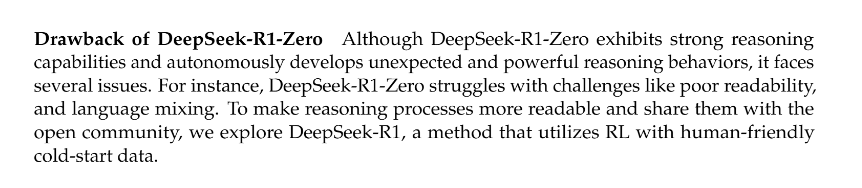 Drawback of DeepSeek-R1-Zero Although DeepSeek-R1-Zero exhibits strong reasoning
capabilities and autonomously develops unexpected and powerful reasoning behaviors, it faces
several issues. For instance, DeepSeek-R1-Zero struggles with challenges like poor readability,
and language mixing. To make reasoning processes more readable and share them with the
open community, we explore DeepSeek-R1, a method that utilizes RL with human-friendly
cold-start data.